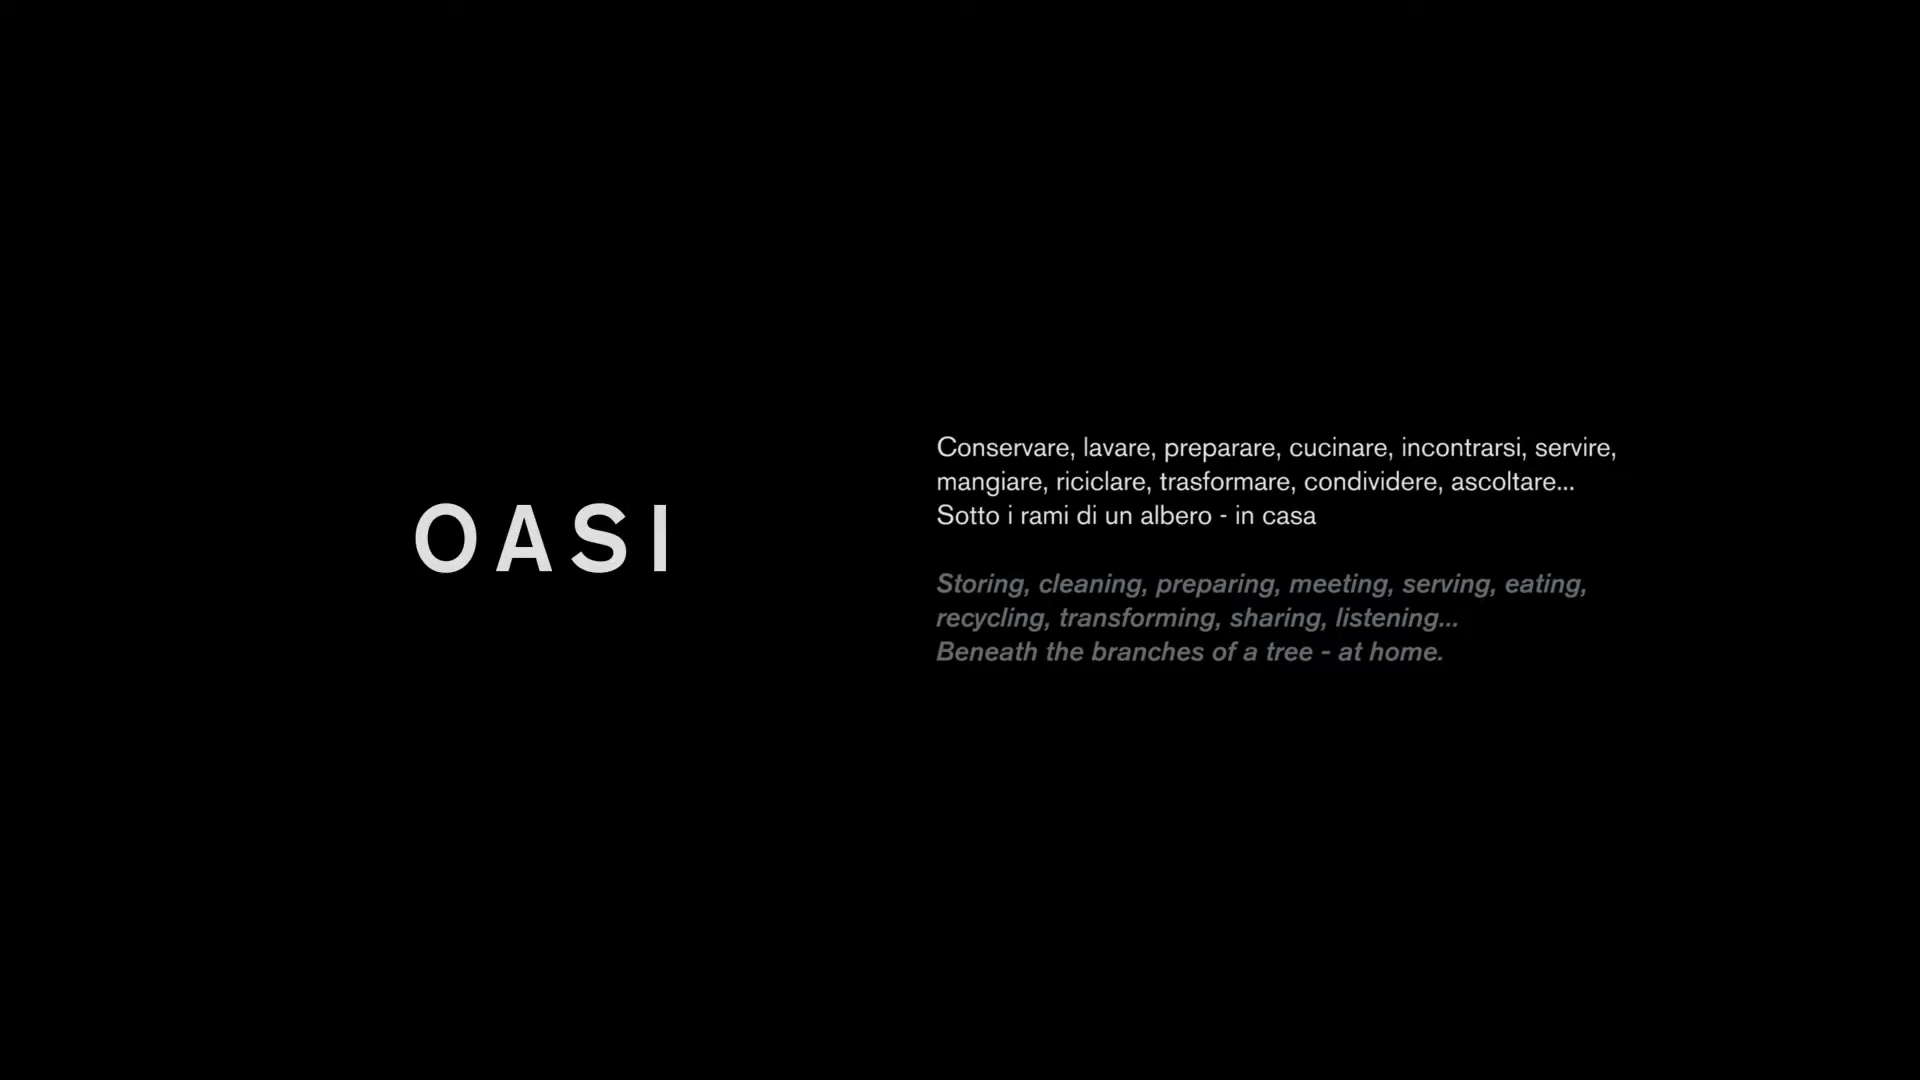 OASI
Conservare, lavare, preparare, cucinare, incontrarsi, servire,
mangiare, riciclare, trasformare, condividere, ascoltare...
Sotto i rami di un albero - in casa
Storing, cleaning, preparing, meeting, serving, eating,
recycling, transforming, sharing, listening...
Beneath the branches of a tree - at home.